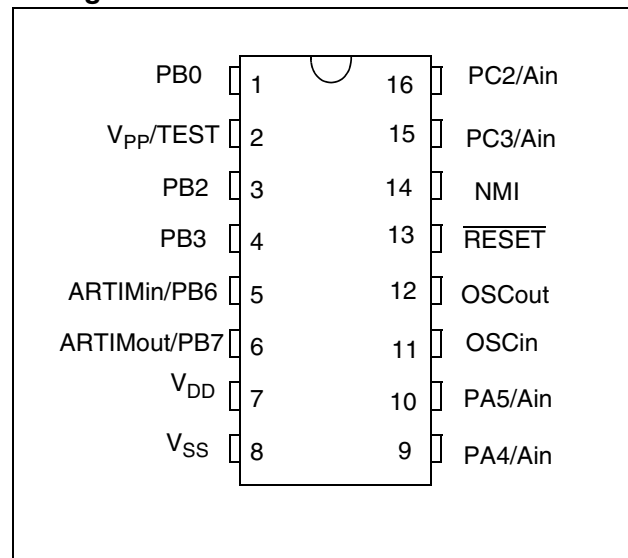 PB0 1 16 PC2/Ain
VPP/TEST 2 15 PC3/Ain
PB2 3 14 NMI
PB3 4 13 RESET
ARTIMin/PB6 5 12 OSCout
ARTIMout/PB7 6 11 OSCin
VDD 7 10 PA5/Ain
VSS 8 9 PA4/Ain